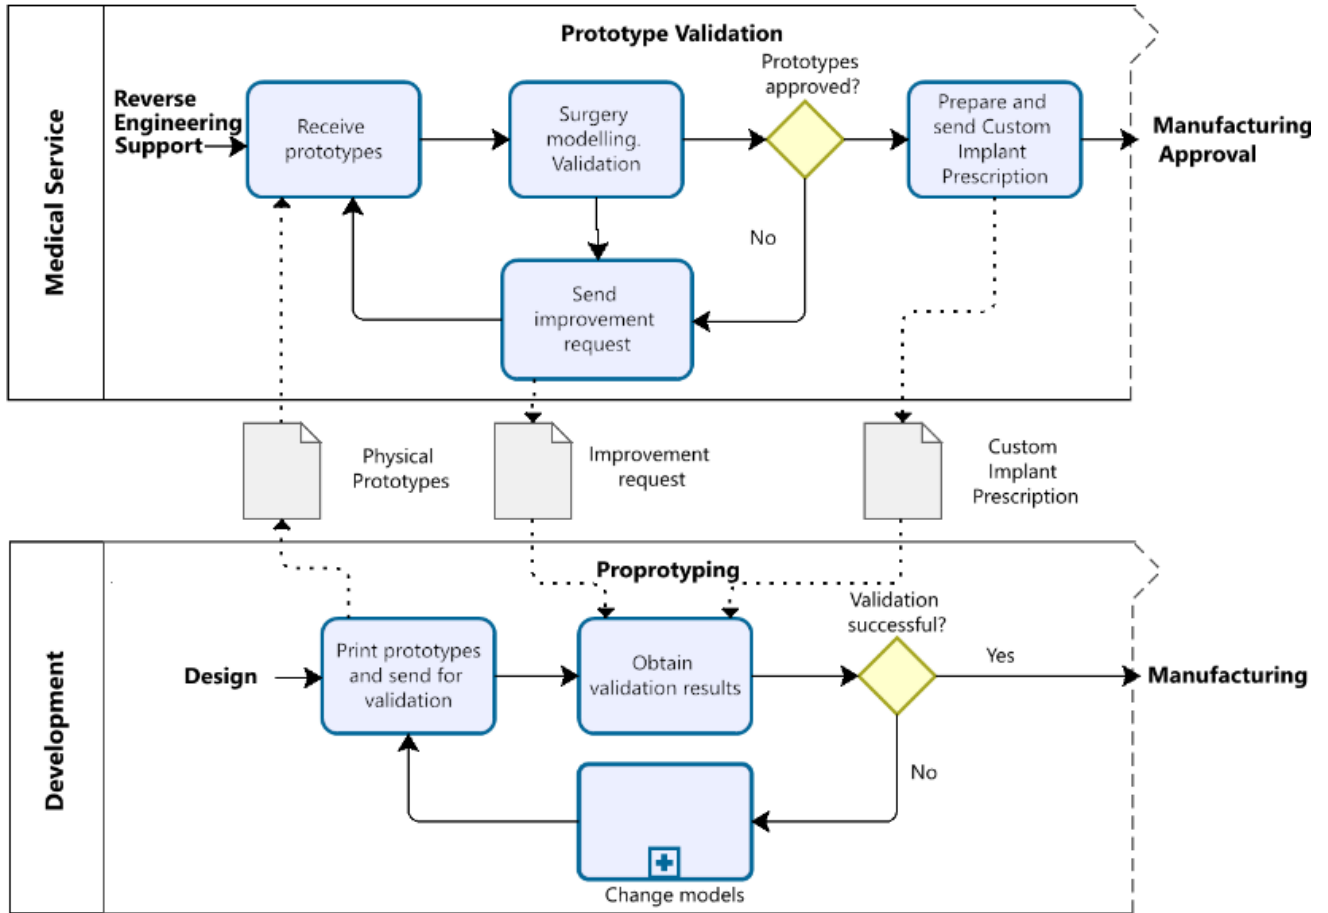 Medical Service
Prototype Validation
Reverse
Engineering
Support
Receive
prototypes
Surgery
modelling.
Validation
Prototypes
approved?
Prepare and
send Custom
Implant
Prescription
Manufacturing
Approval
No
Send
improvement
request
Physical
Prototypes
Improvement
request
Custom
Implant
Prescription
Development
Proprotyping
Design
Print prototypes
and send for
validation
Obtain
validation results
Validation
successful?
Yes
Manufacturing
No
Change models